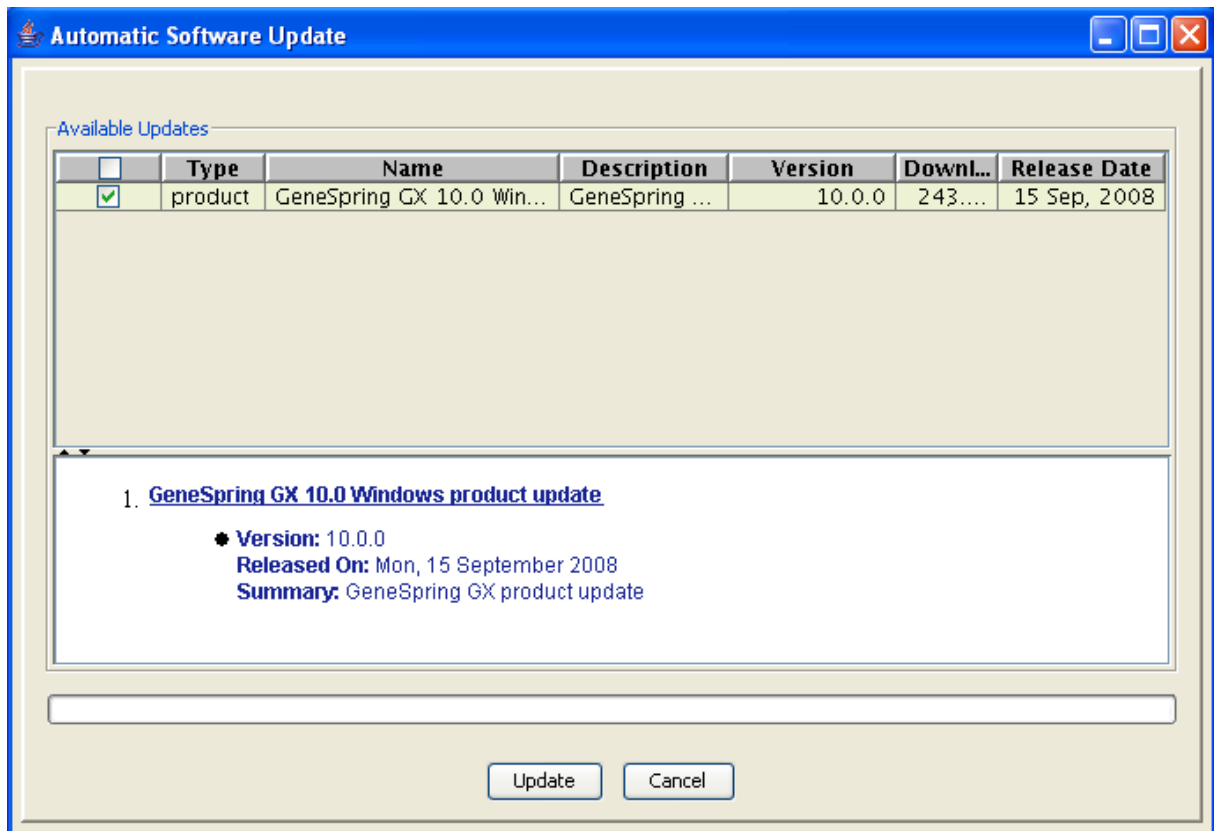 Automatic Software Update
Available Updates
Type Name Description Version Downl... Release Date
product GeneSpring GX 10.0 Win... GeneSpring ... 10.0.0 243.... 15 Sep, 2008
1. GeneSpring GX 10.0 Windows product update
Version: 10.0.0
Released On: Mon, 15 September 2008
Summary: GeneSpring GX product update
Update Cancel